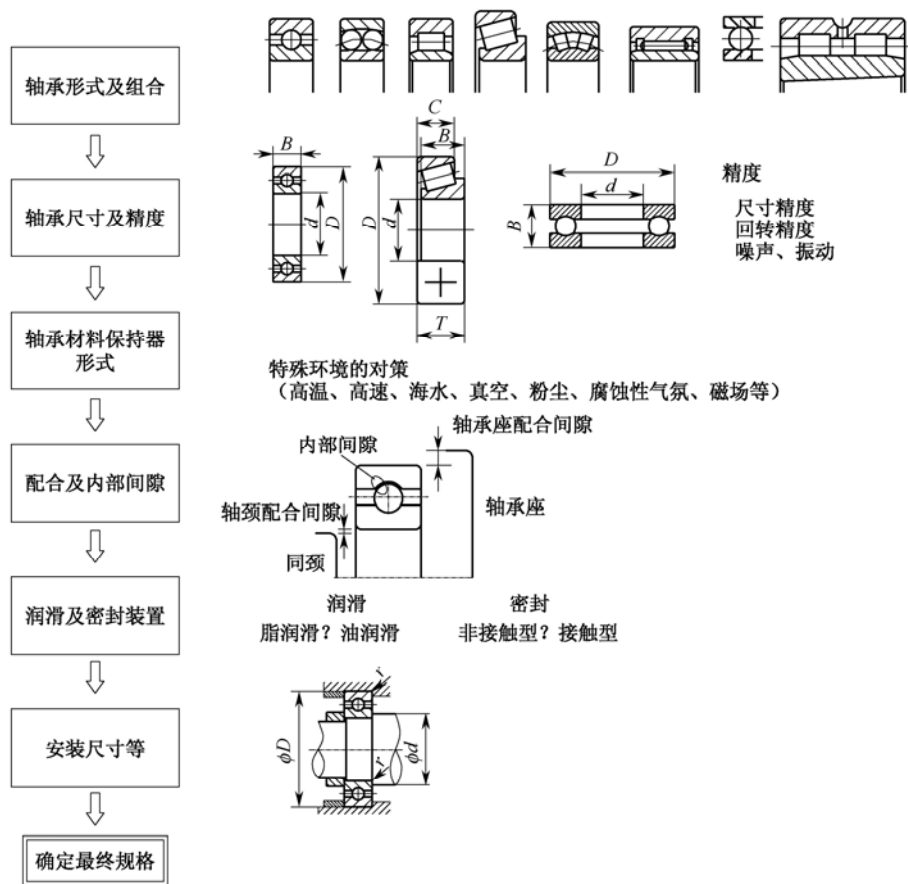 轴承形式及组合
轴承尺寸及精度
B
d
D
C
B
D
d
T
D
d
B
精度
尺寸精度
回转精度
噪声、振动
轴承材料保持器
形式
特殊环境的对策
（高温、高速、海水、真空、粉尘、腐蚀性气氛、磁场等）
配合及内部间隙
轴承座配合间隙
内部间隙
轴颈配合间隙
轴承座
同颈
润滑及密封装置
润滑
密封
脂润滑？油润滑
非接触型？接触型
安装尺寸等
r
ϕD
r
ϕd
确定最终规格